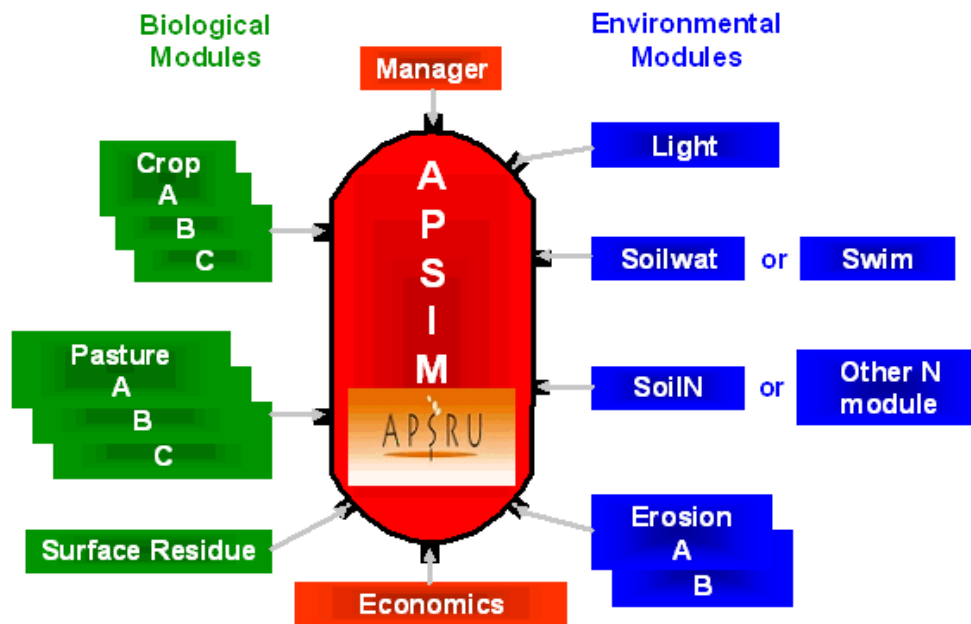 Biological
Modules
Environmental
Modules
Manager
Crop
A
B
C
Light
A
P
S
I
M
Soilwat or Swim
Pasture
A
B
C
SoilN or Other N
module
APSRU
Surface Residue
Erosion
A
B
Economics